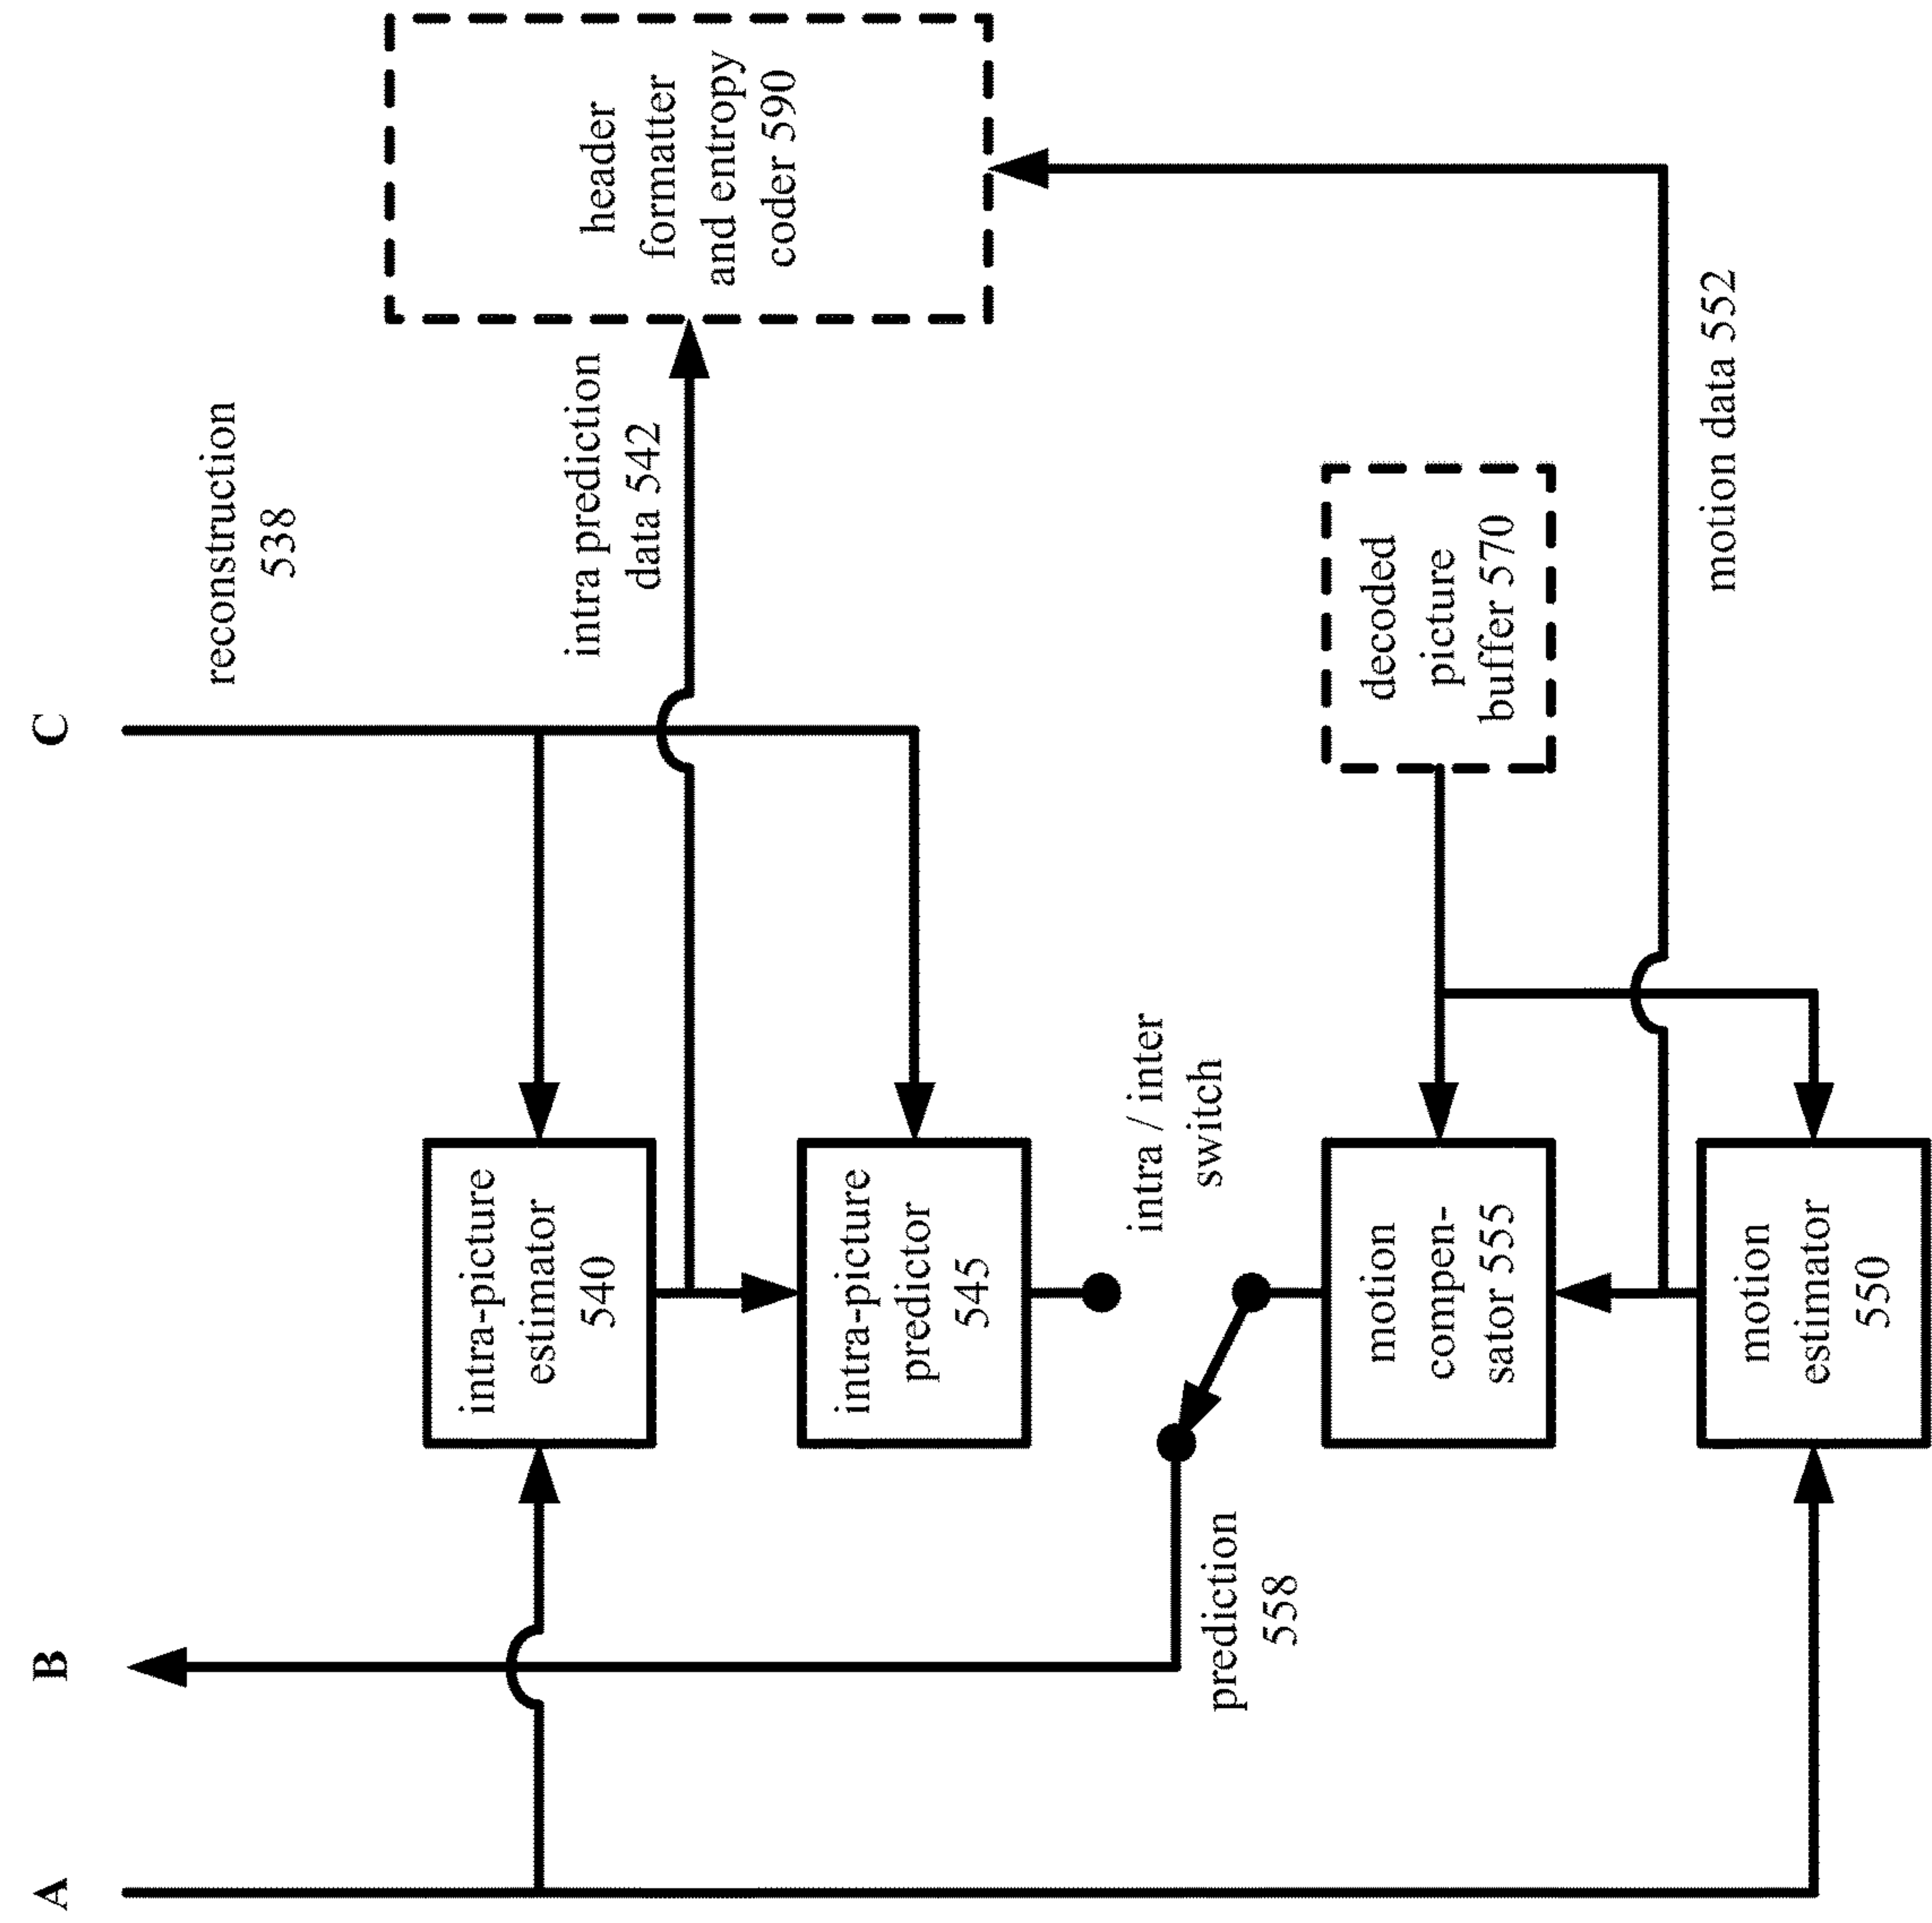 A
B
C
reconstruction
538
intra-picture
estimator
540
intra prediction
data 542
header
formatter
and entropy
coder 590
intra-picture
predictor
545
intra / inter
switch
prediction
558
motion
compen-
sator 555
decoded
picture
buffer 570
motion
estimator
550
motion data 552